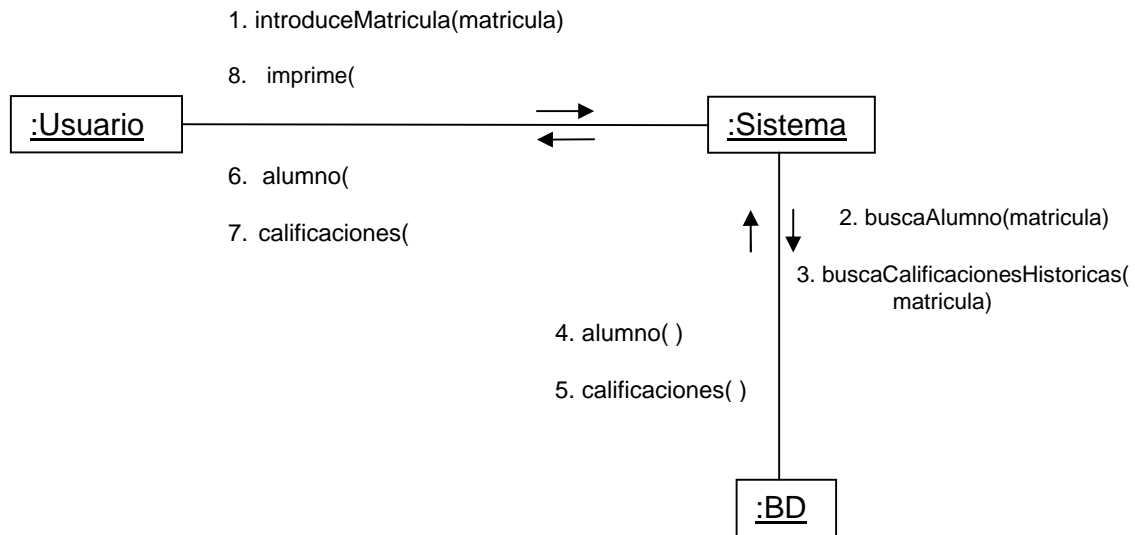 1. introduceMatricula(matricula)
8. imprime(
:Usuario
:Sistema
6. alumno(
7. calificaciones(
2. buscaAlumno(matricula)
3. buscaCalificacionesHistoricas(
matricula)
4. alumno( )
5. calificaciones( )
:BD